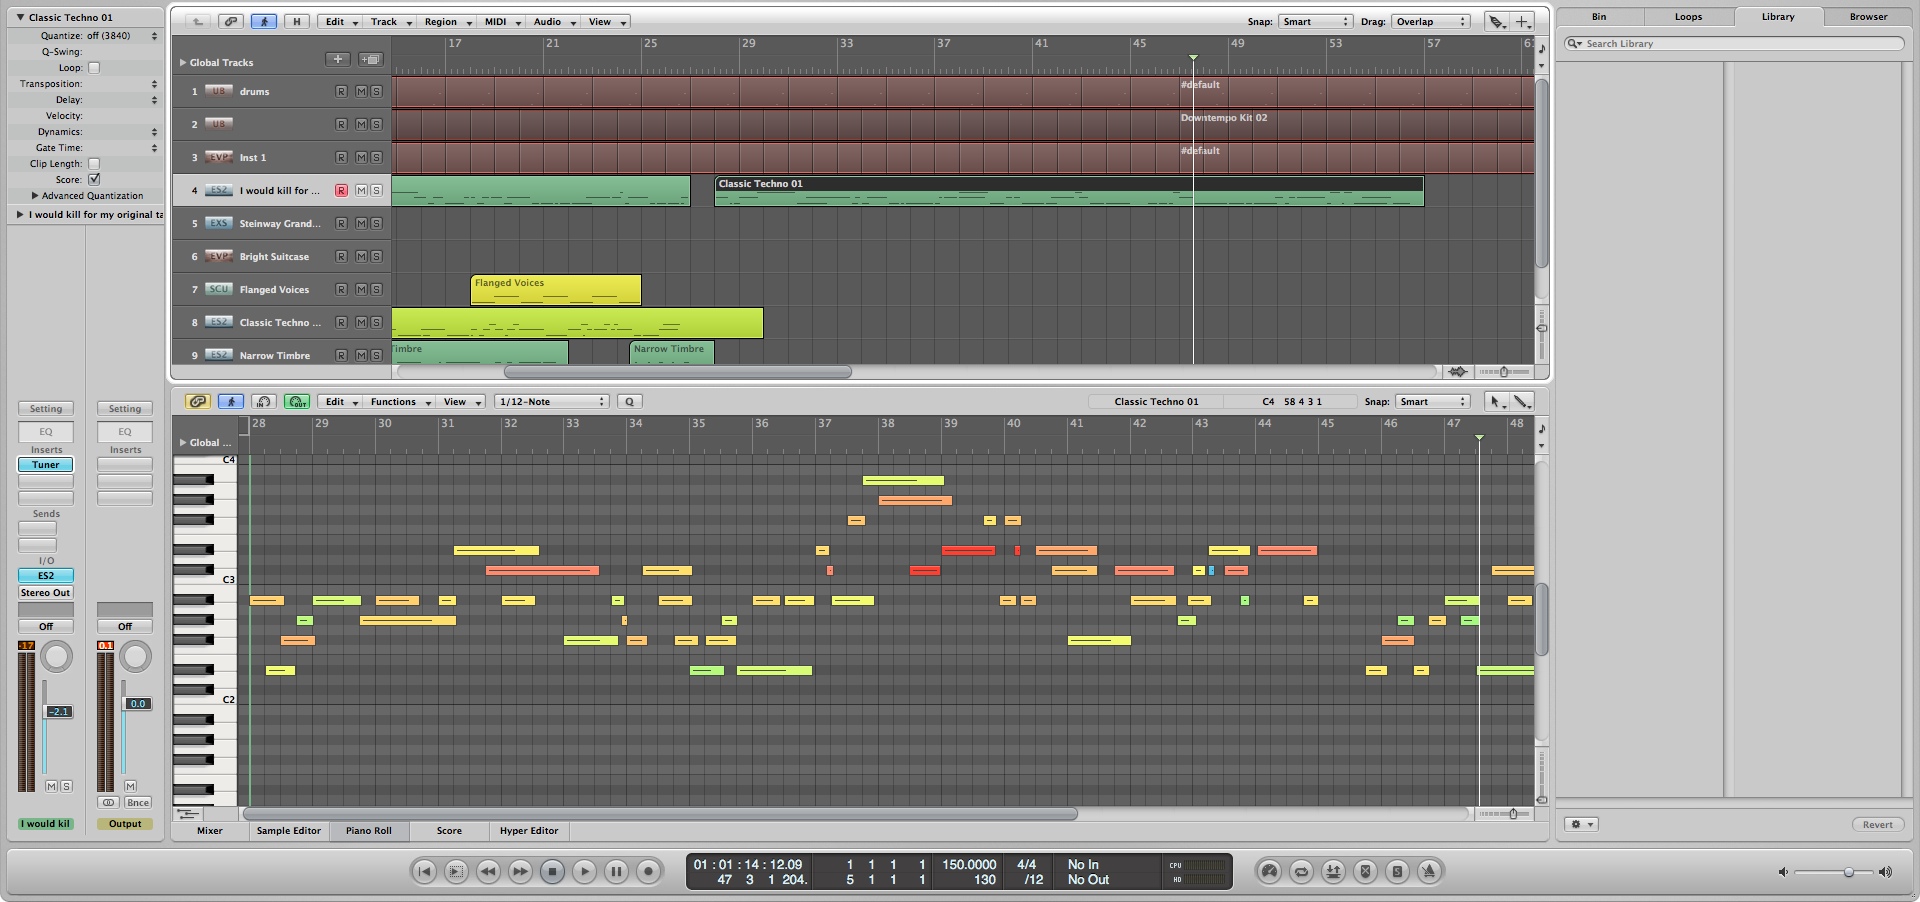 Classic Techno 01
Quantize: off (3840)
Q-Swing:
Loop:
Transposition:
Delay:
Velocity:
Dynamics:
Gate Time:
Clip Length:
Score:
Advanced Quantization
I would kill for my original ta
Setting Setting
EQ EQ
Inserts Inserts
Tuner
Sends
I/O
ES2
Stereo Out
Off Off
-17 0.1
-2.1 0.0
M S M
Bnce
I would kil Output
H Edit Track Region MIDI Audio View Snap: Smart Drag: Overlap
17 21 25 29 33 37 41 45 49 53 57 61
Global Tracks
1 UB drums R M S #default
2 UB R M S Downtempo Kit 02
3 EVP Inst 1 R M S #default
4 ES2 I would kill for ... R M S Classic Techno 01
5 EXS Steinway Grand... R M S
6 EVP Bright Suitcase R M S
7 SCU Flanged Voices R M S Flanged Voices
8 ES2 Classic Techno ... R M S
9 ES2 Narrow Timbre R M S Timbre Narrow Timbre
IN OUT Edit Functions View 1/12-Note Q Classic Techno 01 C4 58 4 3 1 Snap: Smart
28 29 30 31 32 33 34 35 36 37 38 39 40 41 42 43 44 45 46 47 48
Global ...
C4
C3
C2
Mixer Sample Editor Piano Roll Score Hyper Editor
01 : 01 : 14 : 12.09 1 1 1 1 150.0000 4/4 No In CPU
47 3 1 204. 5 1 1 1 130 /12 No Out HD
S
Bin Loops Library Browser
Search Library
Revert